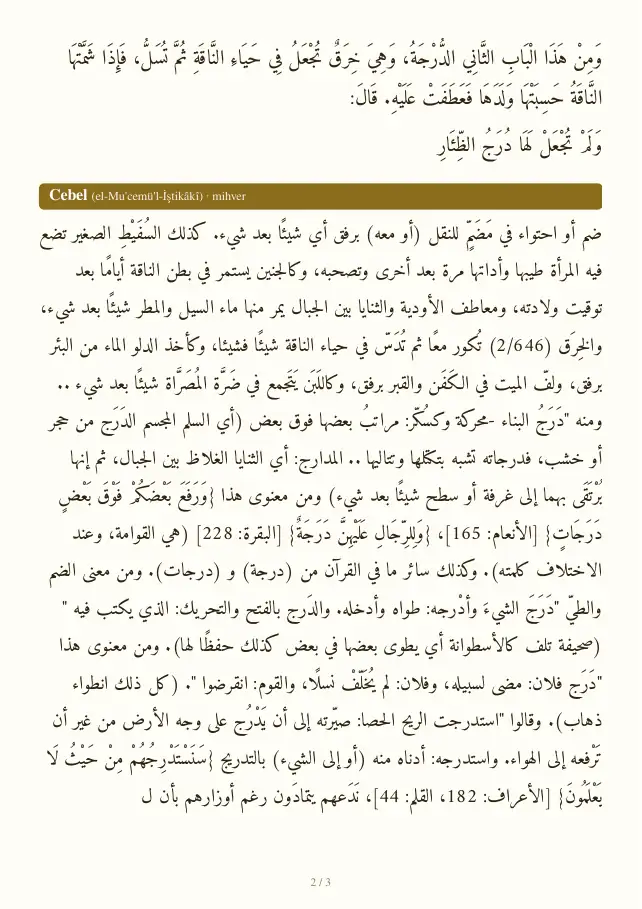 وَمِنْ هَذَا الْبَابِ الثَّانِي الدُّرْجَةُ، وَهِيَ خِرَقٌ تُجْعَلُ فِي حَيَاءِ النَّاقَةِ ثُمَّ تُسَلُّ، فَإِذَا شَمَّتْهَا
النَّاقَةُ حَسِبَتْهَا وَلَدَهَا فَعَطَفَتْ عَلَيْهِ. قَالَ:
وَلَمْ تُجْعَلْ لَهَا دُرَجُ الظِّئَارِ
Cebel (el-Mu'cemü'l-İştikâkî) · mihver
ضم أو احتواء في مَضَمٍّ للنقل (أو معه) برفق أي شيئًا بعد شيء. كذلك السُفَيْطِ الصغير تضع
فيه المرأة طيبها وأداتها مرة بعد أخرى وتصحبه، وكالجنين يستمر في بطن الناقة أيامًا بعد
توقيت ولادته، ومعاطف الأودية والثنايا بين الجبال يمر منها ماء السيل والمطر شيئًا بعد شيء،
والخِرَق (2/646) تُكور معًا ثم تُدَسّ في حياء الناقة شيئًا فشيئا، وكأخذ الدلو الماء من البئر
برفق، ولفّ الميت في الكَفَن والقبر برفق، وكاللَبَن يَتَجمع في ضَرَّة المُصَرَّاة شيئًا بعد شيء ..
ومنه "دَرَجُ البناء -محركة وكسُكّر: مراتبُ بعضها فوق بعض (أي السلم المجسم الدَرَج من حجر
أو خشب، فدرجاته تشبه بتكتلها وتتاليها .. المدارج: أي الثنايا الغلاظ بين الجبال، ثم إنها
يُرْتَقَى بهما إلى غرفة أو سطح شيئًا بعد شيء) ومن معنوى هذا {وَرَفَعَ بَعْضَكُمْ فَوْقَ بَعْضٍ
دَرَجَاتٍ} [الأنعام: 165]، {وَلِلرِّجَالِ عَلَيْهِنَّ دَرَجَةٌ} [البقرة: 228] (هي القوامة، وعند
الاختلاف كلمته). وكذلك سائر ما في القرآن من (درجة) و (درجات). ومن معنى الضم
والطيّ "دَرَجَ الشيءَ وأدْرجه: طواه وأدخله. والدَرج بالفتح والتحريك: الذي يكتب فيه "
(صحيفة تلف كالأسطوانة أي يطوى بعضها في بعض كذلك حفظًا لها). ومن معنوى هذا
"دَرَج فلان: مضى لسبيله، وفلان: لم يُخَلّفْ نسلًا، والقوم: انقرضوا ". (كل ذلك انطواء
ذهاب). وقالوا "استدرجت الريح الحصا: صيّرته إلى أن يَدْرُج على وجه الأرض من غير أن
تَرْفعه إلى الهواء. واستدرجه: أدناه منه (أو إلى الشيء) بالتدريج {سَنَسْتَدْرِجُهُمْ مِنْ حَيْثُ لَا
يَعْلَمُونَ} [الأعراف: 182، القلم: 44]، نَدَعهم يتمادَون رغم أوزارهم بأن ل
2 / 3